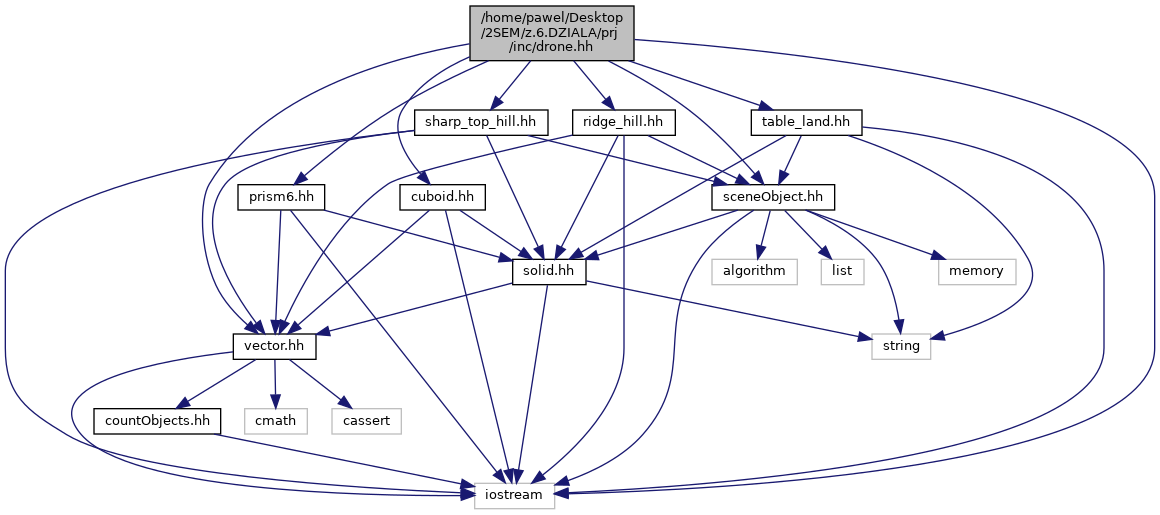 /home/pawel/Desktop
/2SEM/z.6.DZIALA/prj
/inc/drone.hh
sharp_top_hill.hh
ridge_hill.hh
table_land.hh
prism6.hh
cuboid.hh
sceneObject.hh
solid.hh
algorithm
list
memory
vector.hh
string
countObjects.hh
cmath
cassert
iostream